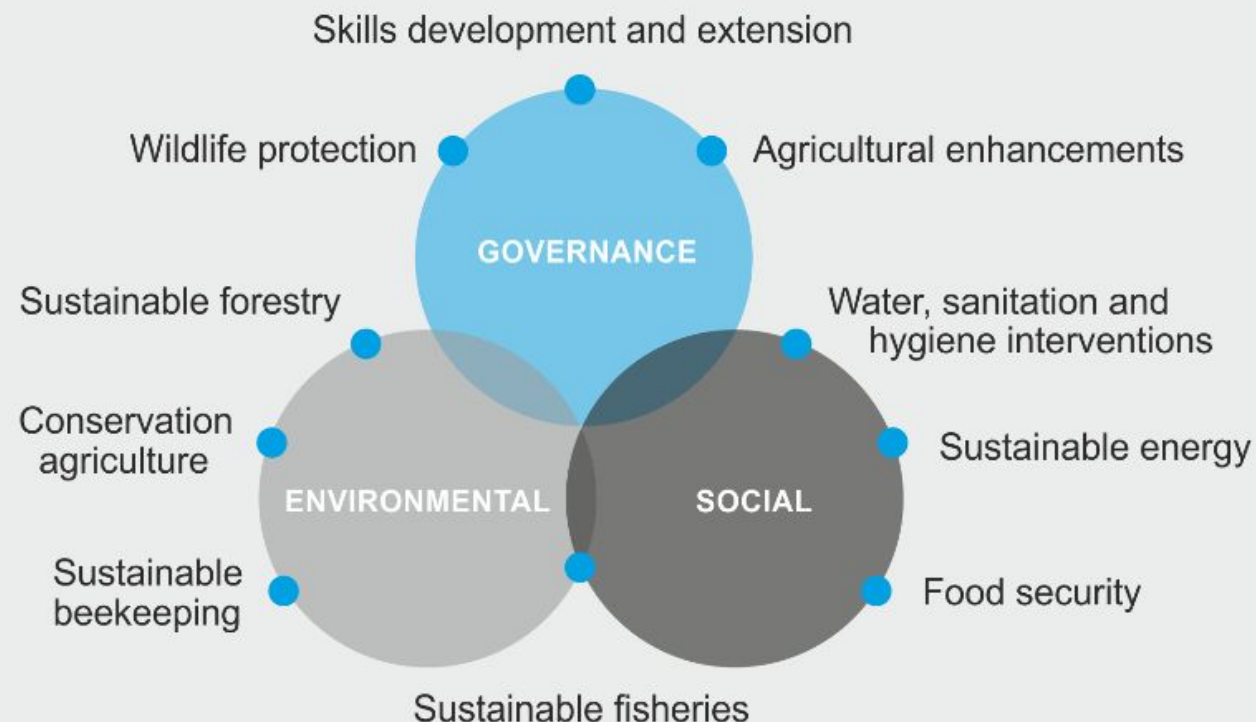 Skills development and extension
Wildlife protection
Agricultural enhancements
GOVERNANCE
Sustainable forestry
Water, sanitation and
hygiene interventions
Conservation
agriculture
Sustainable energy
ENVIRONMENTAL
SOCIAL
Sustainable
beekeeping
Food security
Sustainable fisheries